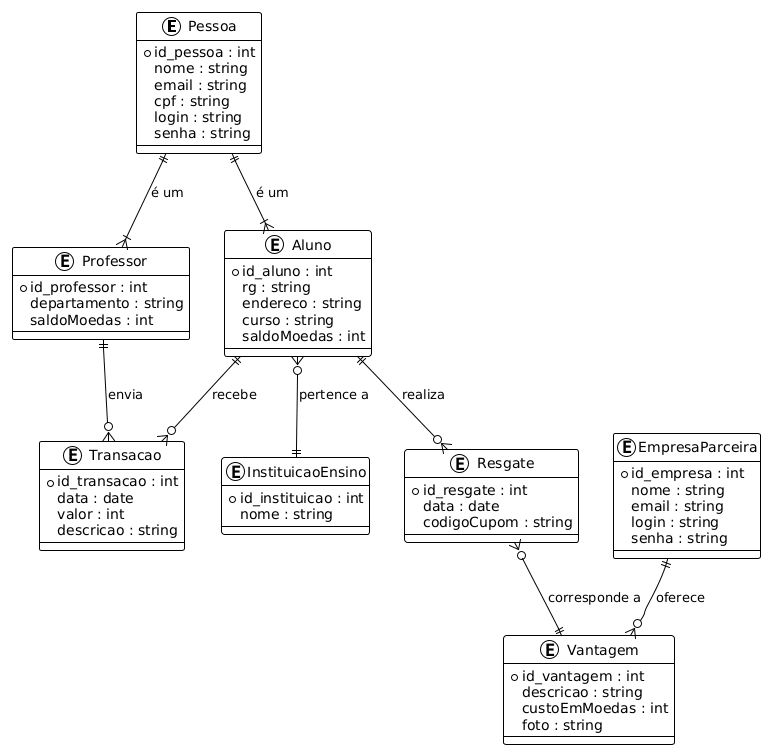 E Pessoa
id_pessoa : int
nome : string
email : string
cpf : string
login : string
senha : string
é um
é um
E Professor
id_professor : int
departamento : string
saldoMoedas : int
E Aluno
id_aluno : int
rg : string
endereco : string
curso : string
saldoMoedas : int
envia
recebe
pertence a
realiza
E Transacao
id_transacao : int
data : date
valor : int
descricao : string
E InstituicaoEnsino
id_instituicao : int
nome : string
E Resgate
id_resgate : int
data : date
codigoCupom : string
E EmpresaParceira
id_empresa : int
nome : string
email : string
login : string
senha : string
corresponde a
oferece
E Vantagem
id_vantagem : int
descricao : string
custoEmMoedas : int
foto : string